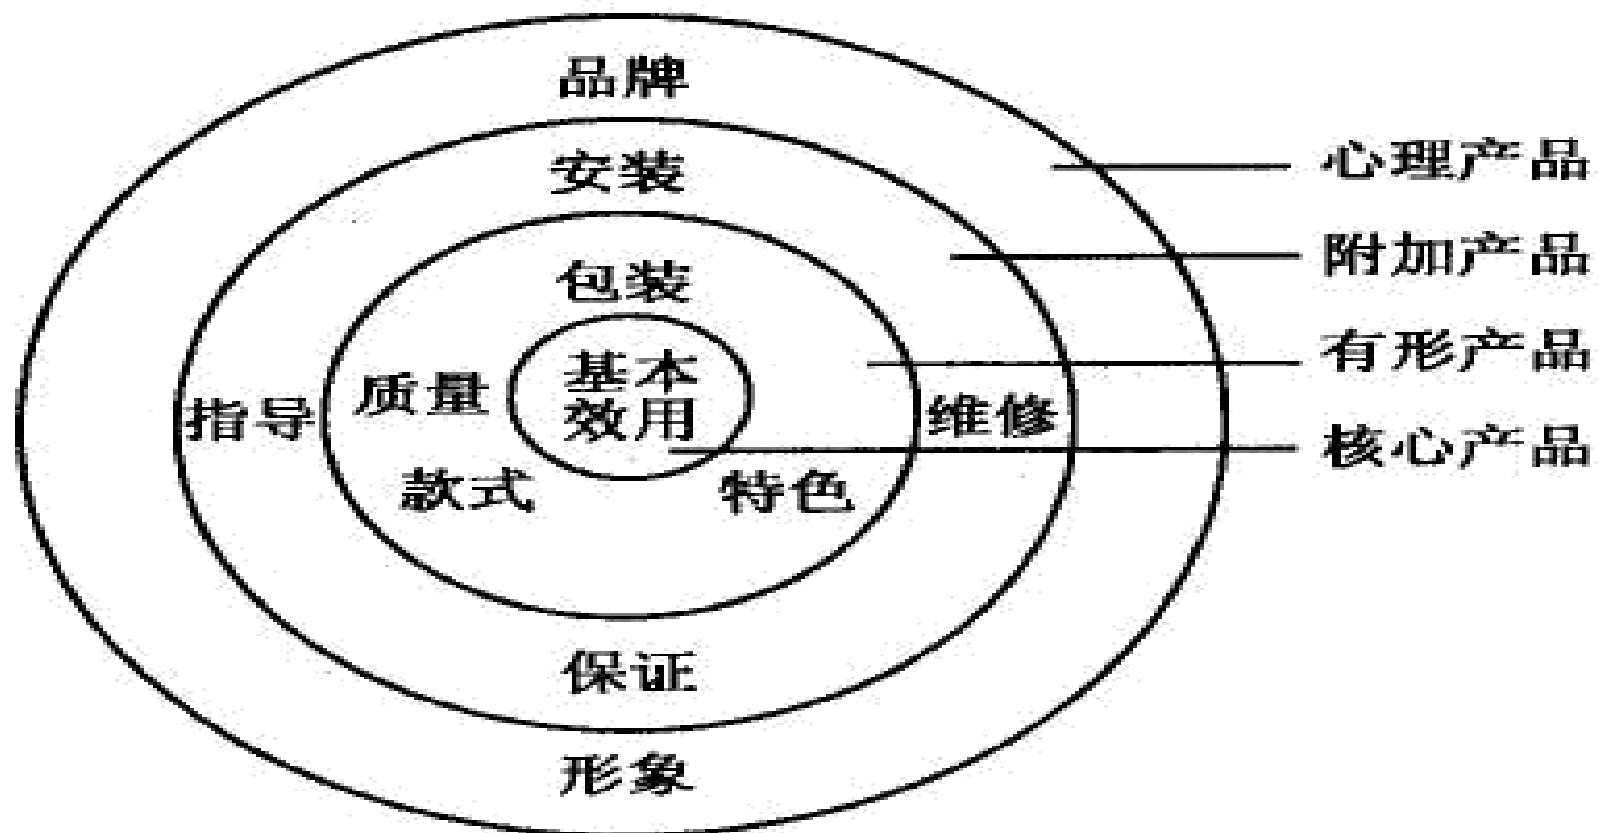 品牌
心理产品
安装
附加产品
包装
有形产品
基本
效用
质量
指导
维修
核心产品
款式
特色
保证
形象